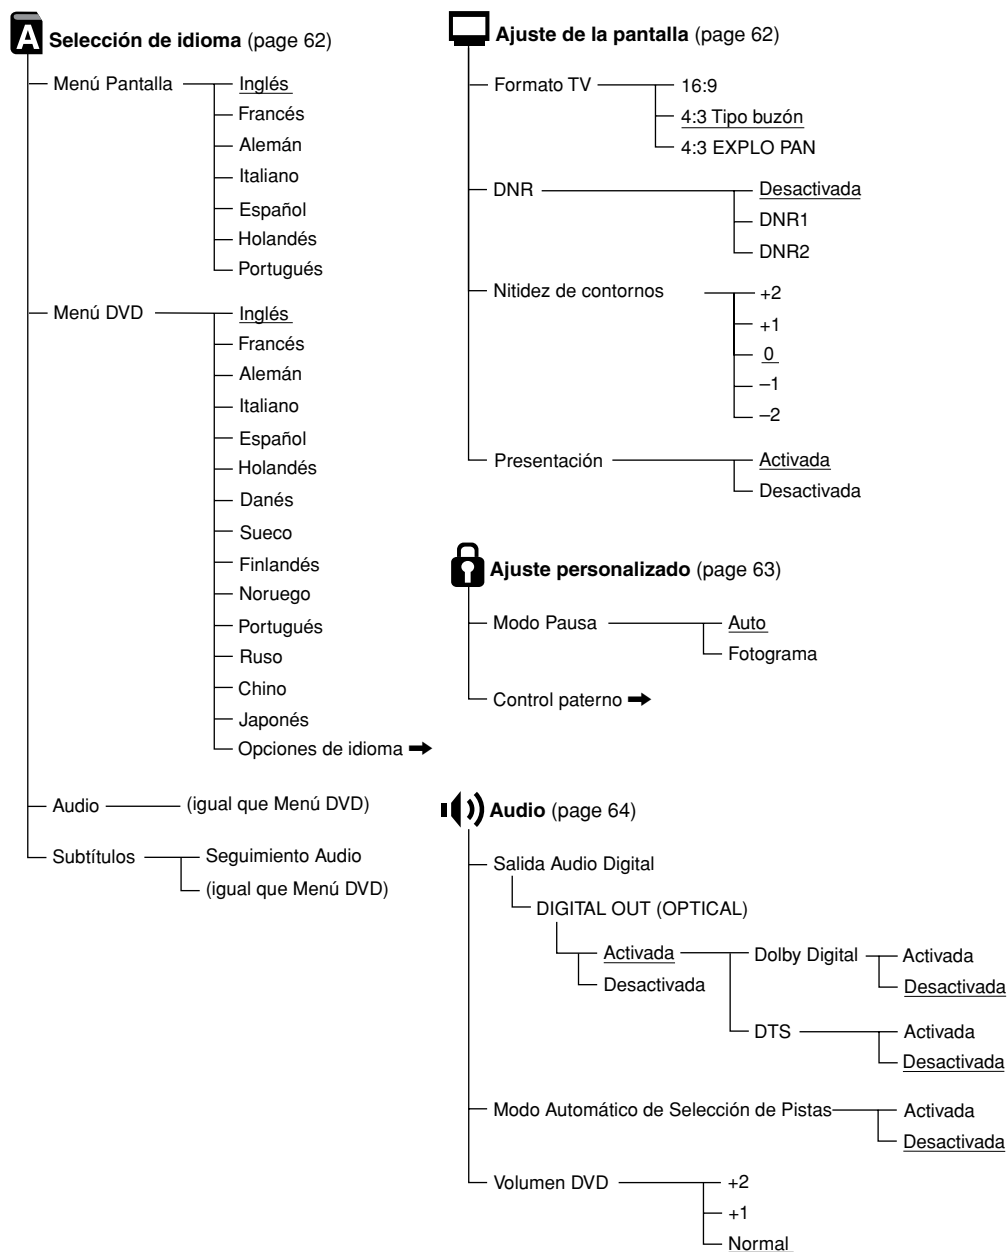 A Selección de idioma (page 62)
Menú Pantalla
Inglés
Francés
Alemán
Italiano
Español
Holandés
Portugués
Menú DVD
Inglés
Francés
Alemán
Italiano
Español
Holandés
Danés
Sueco
Finlandés
Noruego
Portugués
Ruso
Chino
Japonés
Opciones de idioma ➡
Audio (igual que Menú DVD)
Subtítulos
Seguimiento Audio
(igual que Menú DVD)
Ajuste de la pantalla (page 62)
Formato TV
16:9
4:3 Tipo buzón
4:3 EXPLO PAN
DNR
Desactivada
DNR1
DNR2
Nitidez de contornos
+2
+1
0
–1
–2
Presentación
Activada
Desactivada
Ajuste personalizado (page 63)
Modo Pausa
Auto
Fotograma
Control paterno ➡
Audio (page 64)
Salida Audio Digital
DIGITAL OUT (OPTICAL)
Activada
Desactivada
Dolby Digital
Activada
Desactivada
DTS
Activada
Desactivada
Modo Automático de Selección de Pistas
Activada
Desactivada
Volumen DVD
+2
+1
Normal